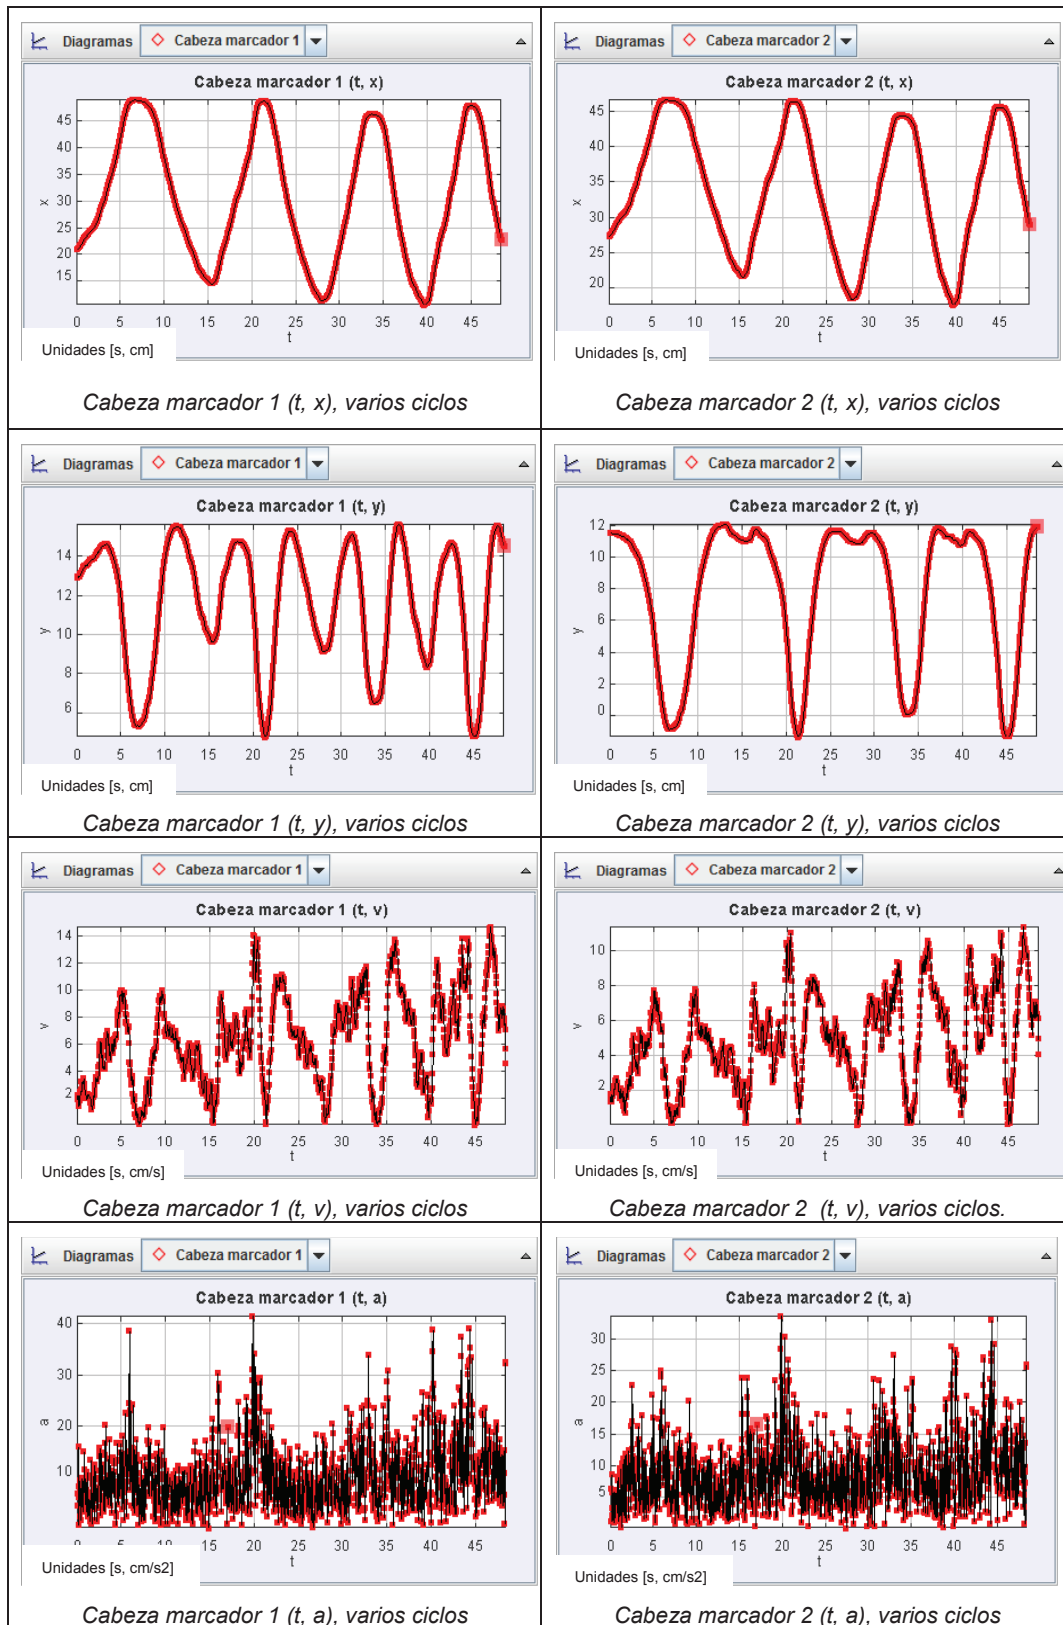 Diagramas Cabeza marcador 1
Cabeza marcador 1 (t, x)
45
40
35
30
25
20
15
x
0 5 10 15 20 25 30 35 40 45
t
Unidades [s, cm]
Cabeza marcador 1 (t, x), varios ciclos
Diagramas Cabeza marcador 2
Cabeza marcador 2 (t, x)
45
40
35
30
25
20
x
0 5 10 15 20 25 30 35 40 45
t
Unidades [s, cm]
Cabeza marcador 2 (t, x), varios ciclos
Diagramas Cabeza marcador 1
Cabeza marcador 1 (t, y)
14
12
10
8
6
y
0 5 10 15 20 25 30 35 40 45
t
Unidades [s, cm]
Cabeza marcador 1 (t, y), varios ciclos
Diagramas Cabeza marcador 2
Cabeza marcador 2 (t, y)
12
10
8
6
4
2
0
y
0 5 10 15 20 25 30 35 40 45
t
Unidades [s, cm]
Cabeza marcador 2 (t, y), varios ciclos
Diagramas Cabeza marcador 1
Cabeza marcador 1 (t, v)
14
12
10
8
6
4
2
v
0 5 10 15 20 25 30 35 40 45
t
Unidades [s, cm/s]
Cabeza marcador 1 (t, v), varios ciclos
Diagramas Cabeza marcador 2
Cabeza marcador 2 (t, v)
10
8
6
4
2
v
0 5 10 15 20 25 30 35 40 45
t
Unidades [s, cm/s]
Cabeza marcador 2 (t, v), varios ciclos.
Diagramas Cabeza marcador 1
Cabeza marcador 1 (t, a)
40
30
20
10
a
0 5 10 15 20 25 30 35 40 45
t
Unidades [s, cm/s2]
Cabeza marcador 1 (t, a), varios ciclos
Diagramas Cabeza marcador 2
Cabeza marcador 2 (t, a)
30
25
20
15
10
5
a
0 5 10 15 20 25 30 35 40 45
t
Unidades [s, cm/s2]
Cabeza marcador 2 (t, a), varios ciclos